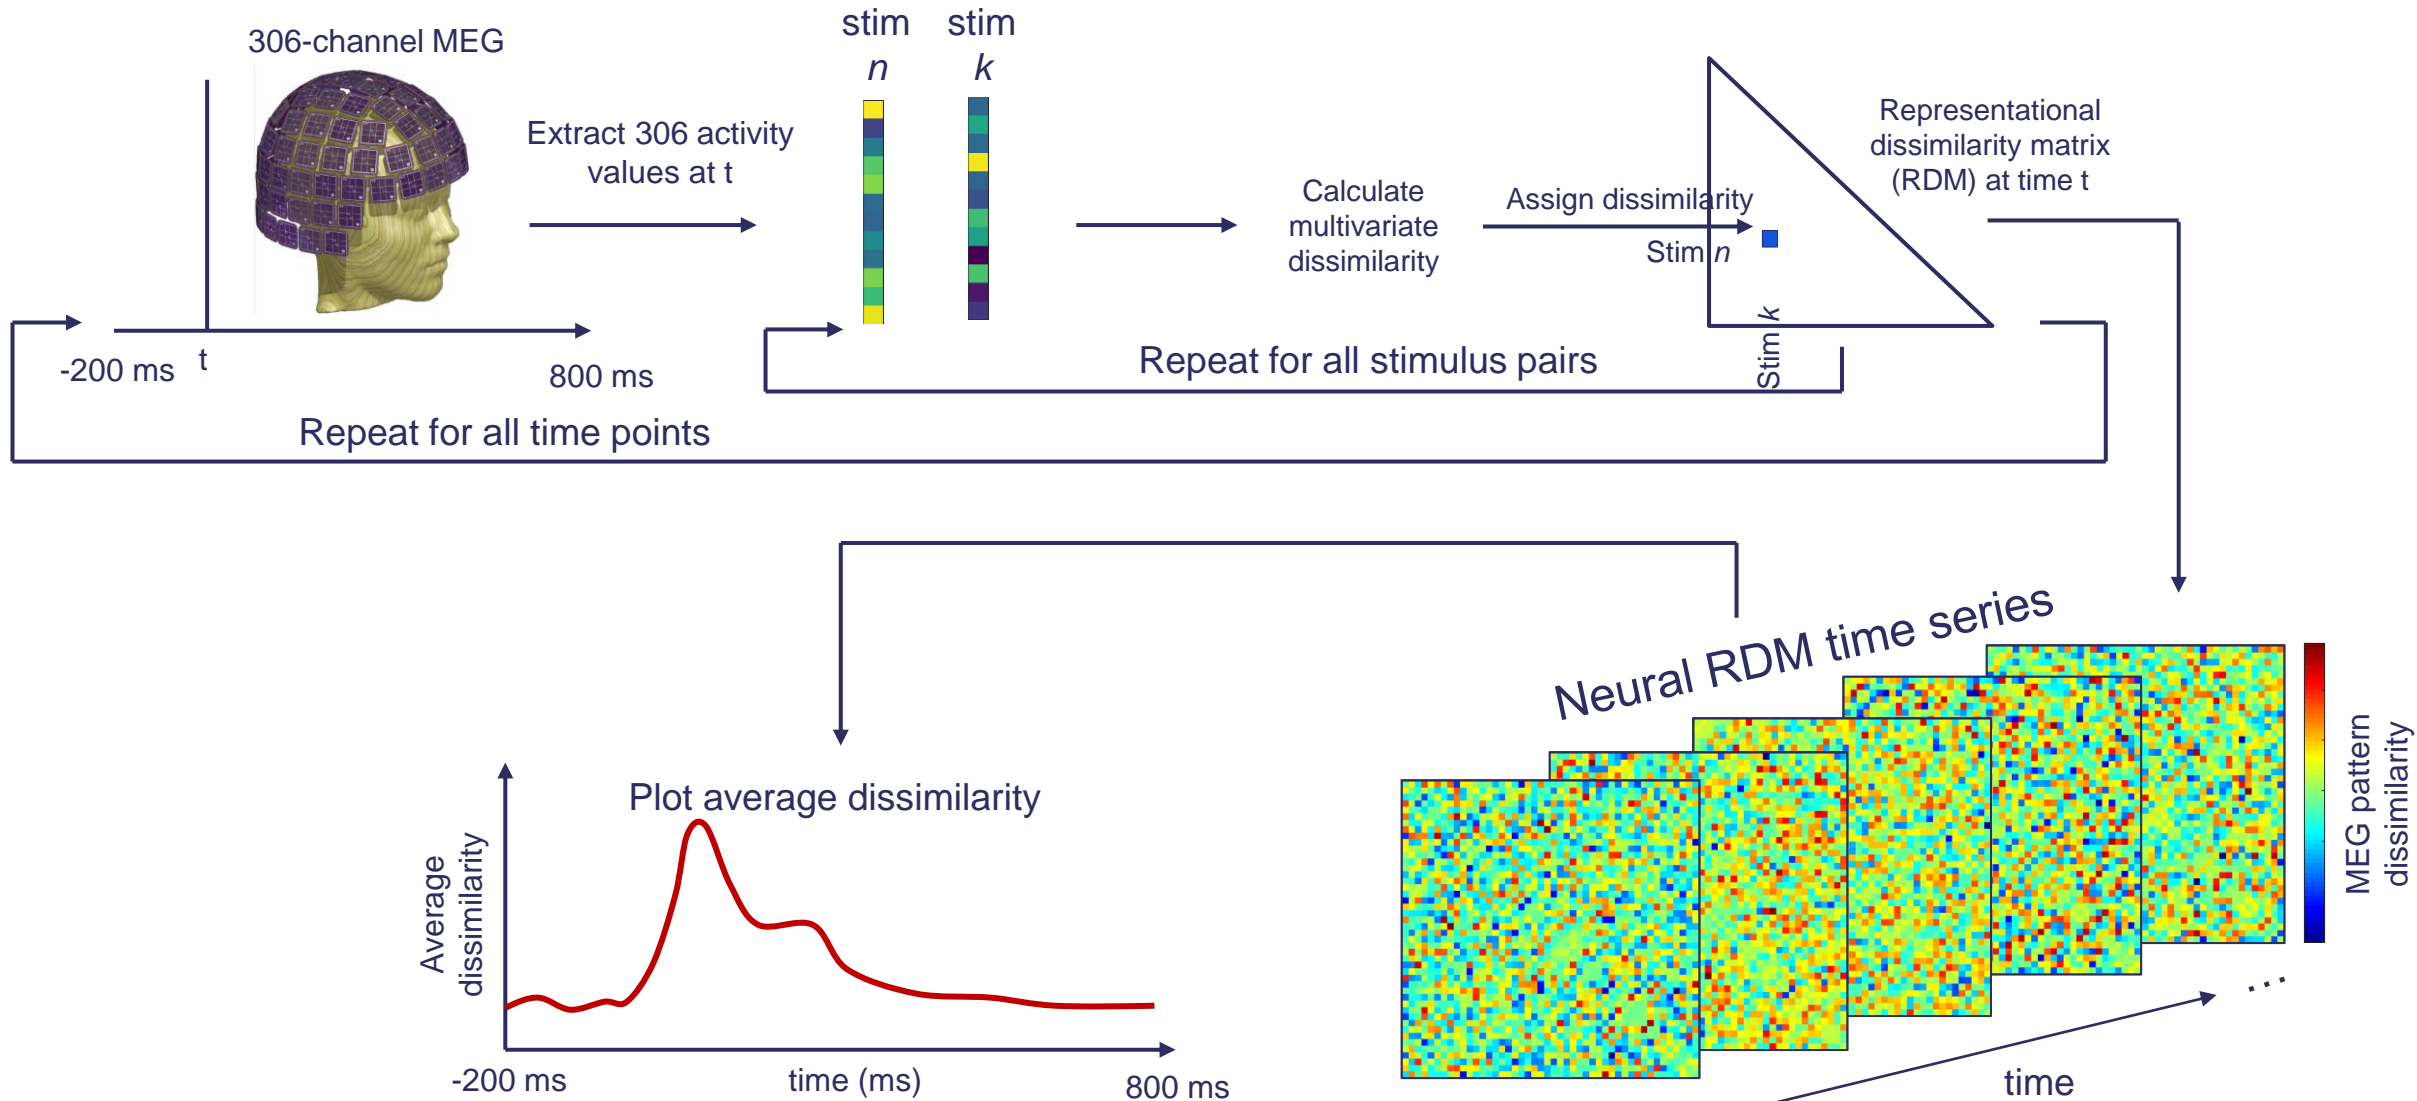 306-channel MEG
-200 ms
t
800 ms
Extract 306 activity
values at t
stim
n
stim
k
Calculate
multivariate
dissimilarity
Assign dissimilarity
Stim n
Stim k
Representational
dissimilarity matrix
(RDM) at time t
Repeat for all stimulus pairs
Repeat for all time points
Neural RDM time series
MEG pattern
dissimilarity
...
time
Plot average dissimilarity
Average
dissimilarity
-200 ms
time (ms)
800 ms